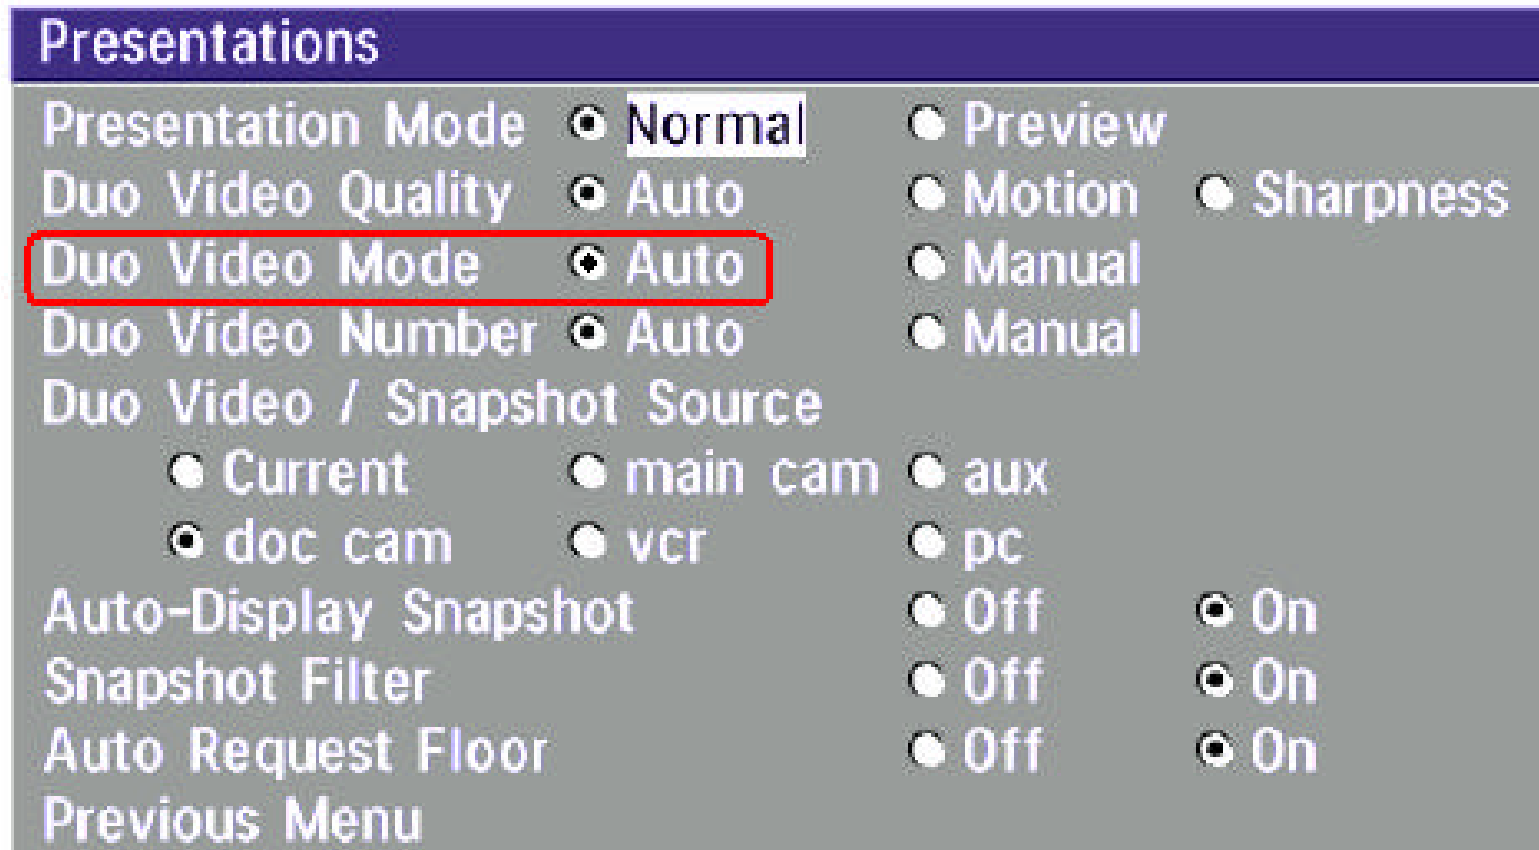 Presentations
Presentation Mode Normal Preview
Duo Video Quality Auto Motion Sharpness
Duo Video Mode Auto Manual
Duo Video Number Auto Manual
Duo Video / Snapshot Source
Current main cam aux
doc cam vcr pc
Auto-Display Snapshot Off On
Snapshot Filter Off On
Auto Request Floor Off On
Previous Menu